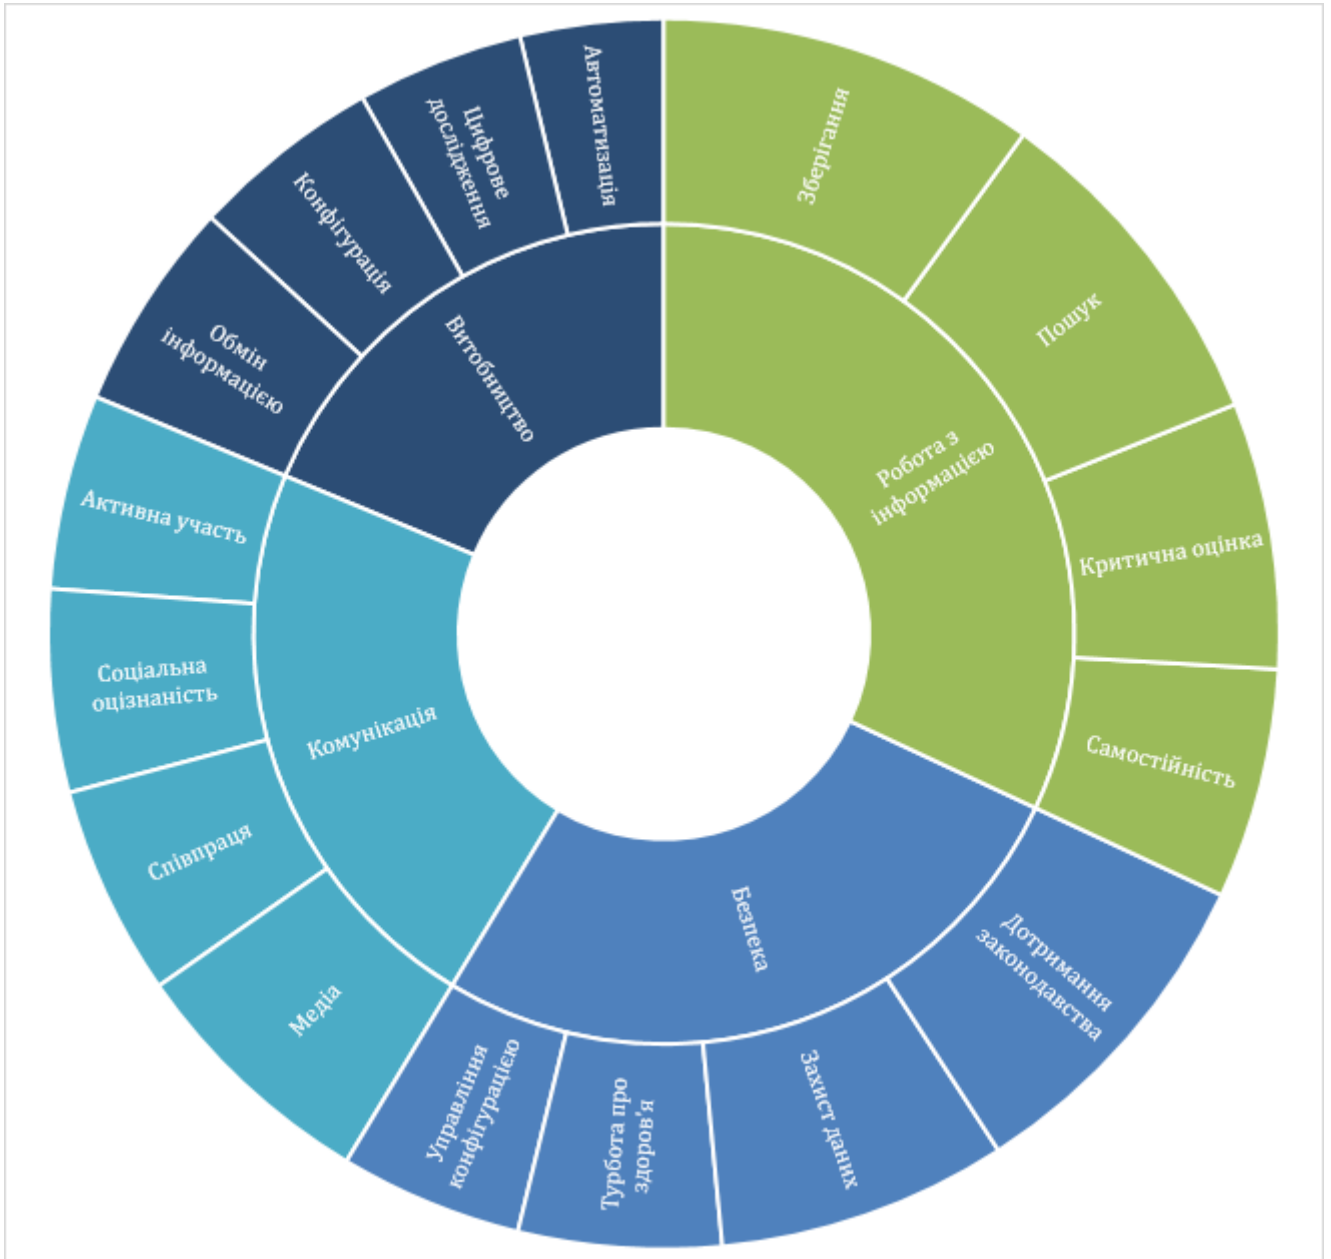 Зберігання
Пошук
Критична оцінка
Самостійність
Робота з
інформацією
Дотримання
законодавства
Захист даних
Турбота про
здоров'я
Управління
конфігурацією
Безпека
Медіа
Співпраця
Соціальна
оцізнаність
Активна участь
Комунікація
Обмін
інформацією
Конфігурація
Цифрове
дослідження
Автоматизація
Витобництво